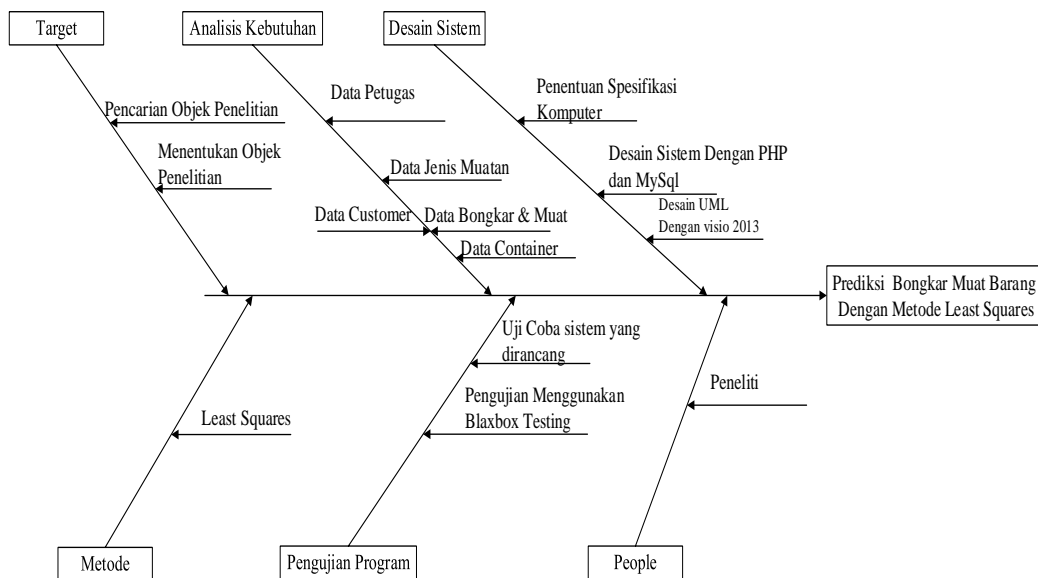 Target
Analisis Kebutuhan
Desain Sistem
Pencarian Objek Penelitian
Menentukan Objek
Penelitian
Data Petugas
Data Jenis Muatan
Data Customer
Data Bongkar & Muat
Data Container
Penentuan Spesifikasi
Komputer
Desain Sistem Dengan PHP
dan MySql
Desain UML
Dengan visio 2013
Prediksi Bongkar Muat Barang
Dengan Metode Least Squares
Least Squares
Uji Coba sistem yang
dirancang
Pengujian Menggunakan
Blaxbox Testing
Peneliti
Metode
Pengujian Program
People